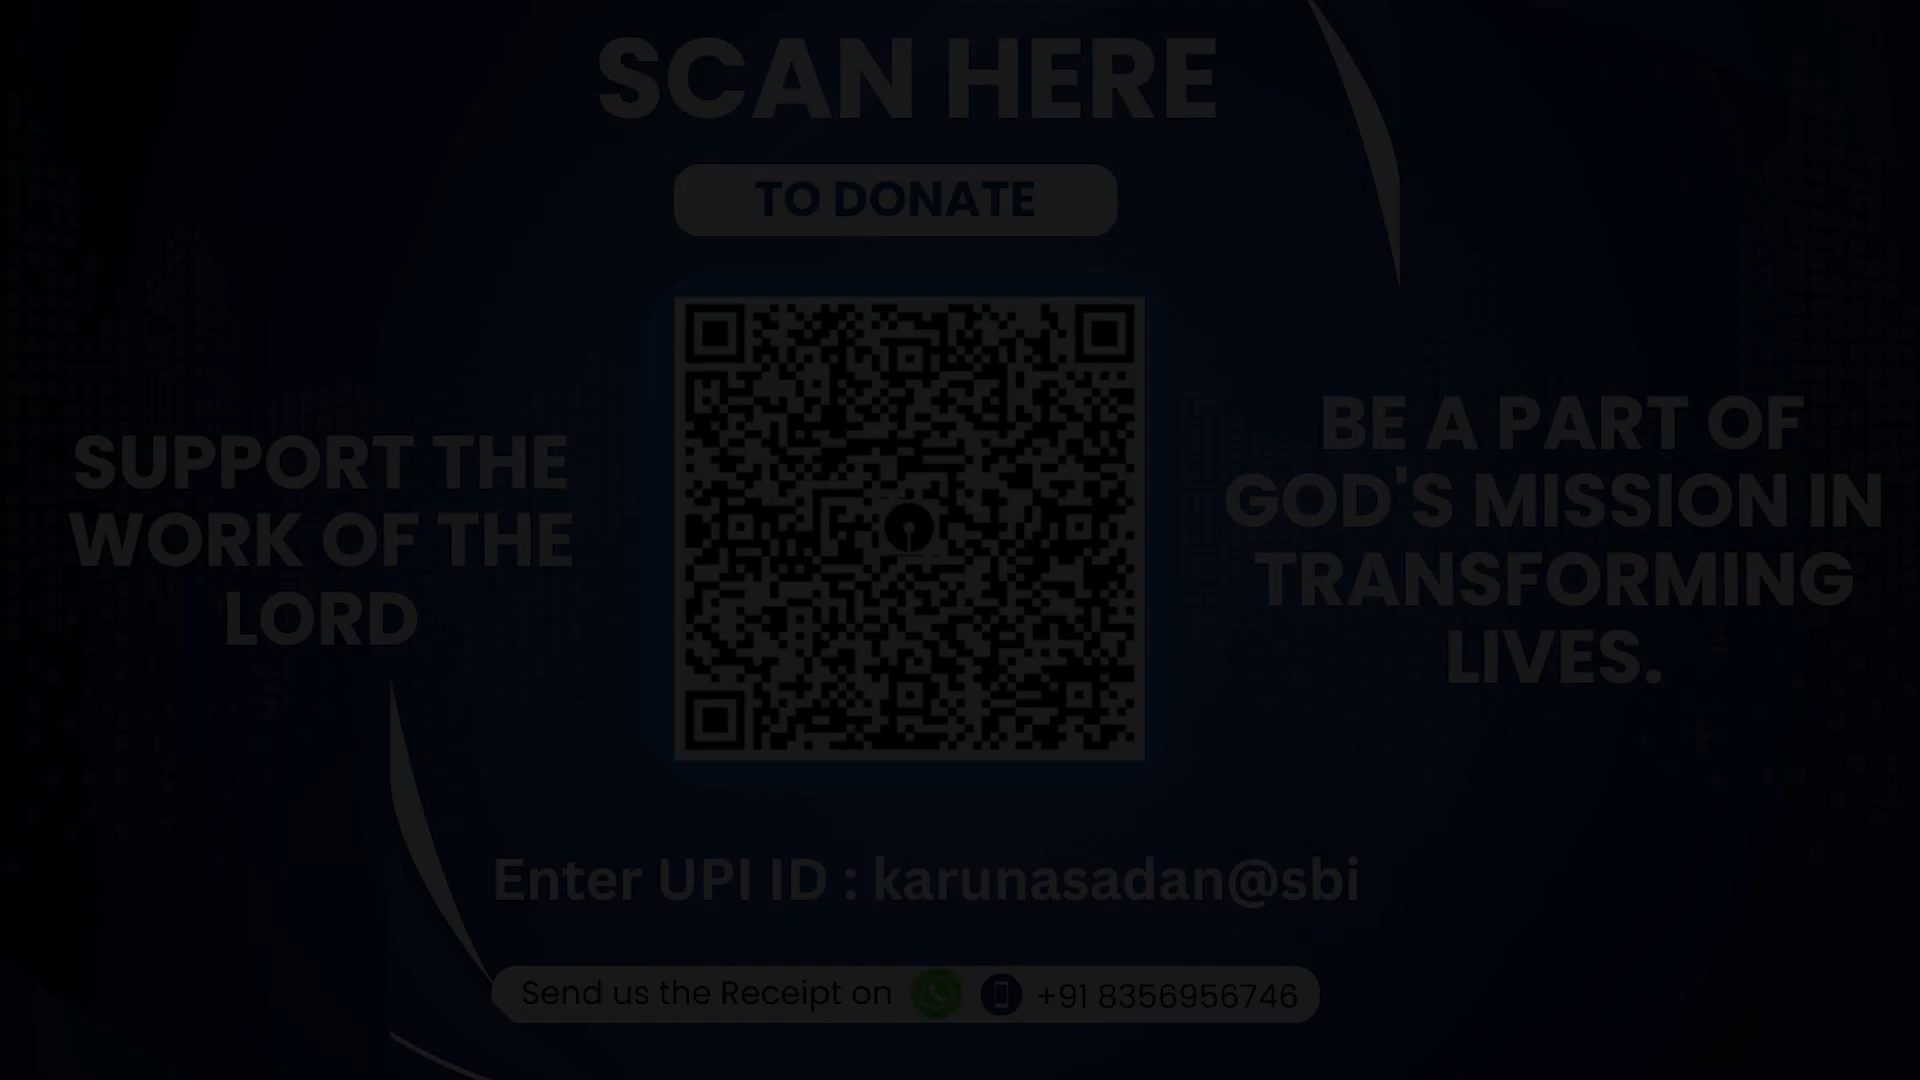 SCAN HERE
TO DONATE
SUPPORT THE
WORK OF THE
LORD
BE A PART OF
GOD'S MISSION IN
TRANSFORMING
LIVES.
Enter UPI ID : karunasadan@sbi
Send us the Receipt on +91 8356956746